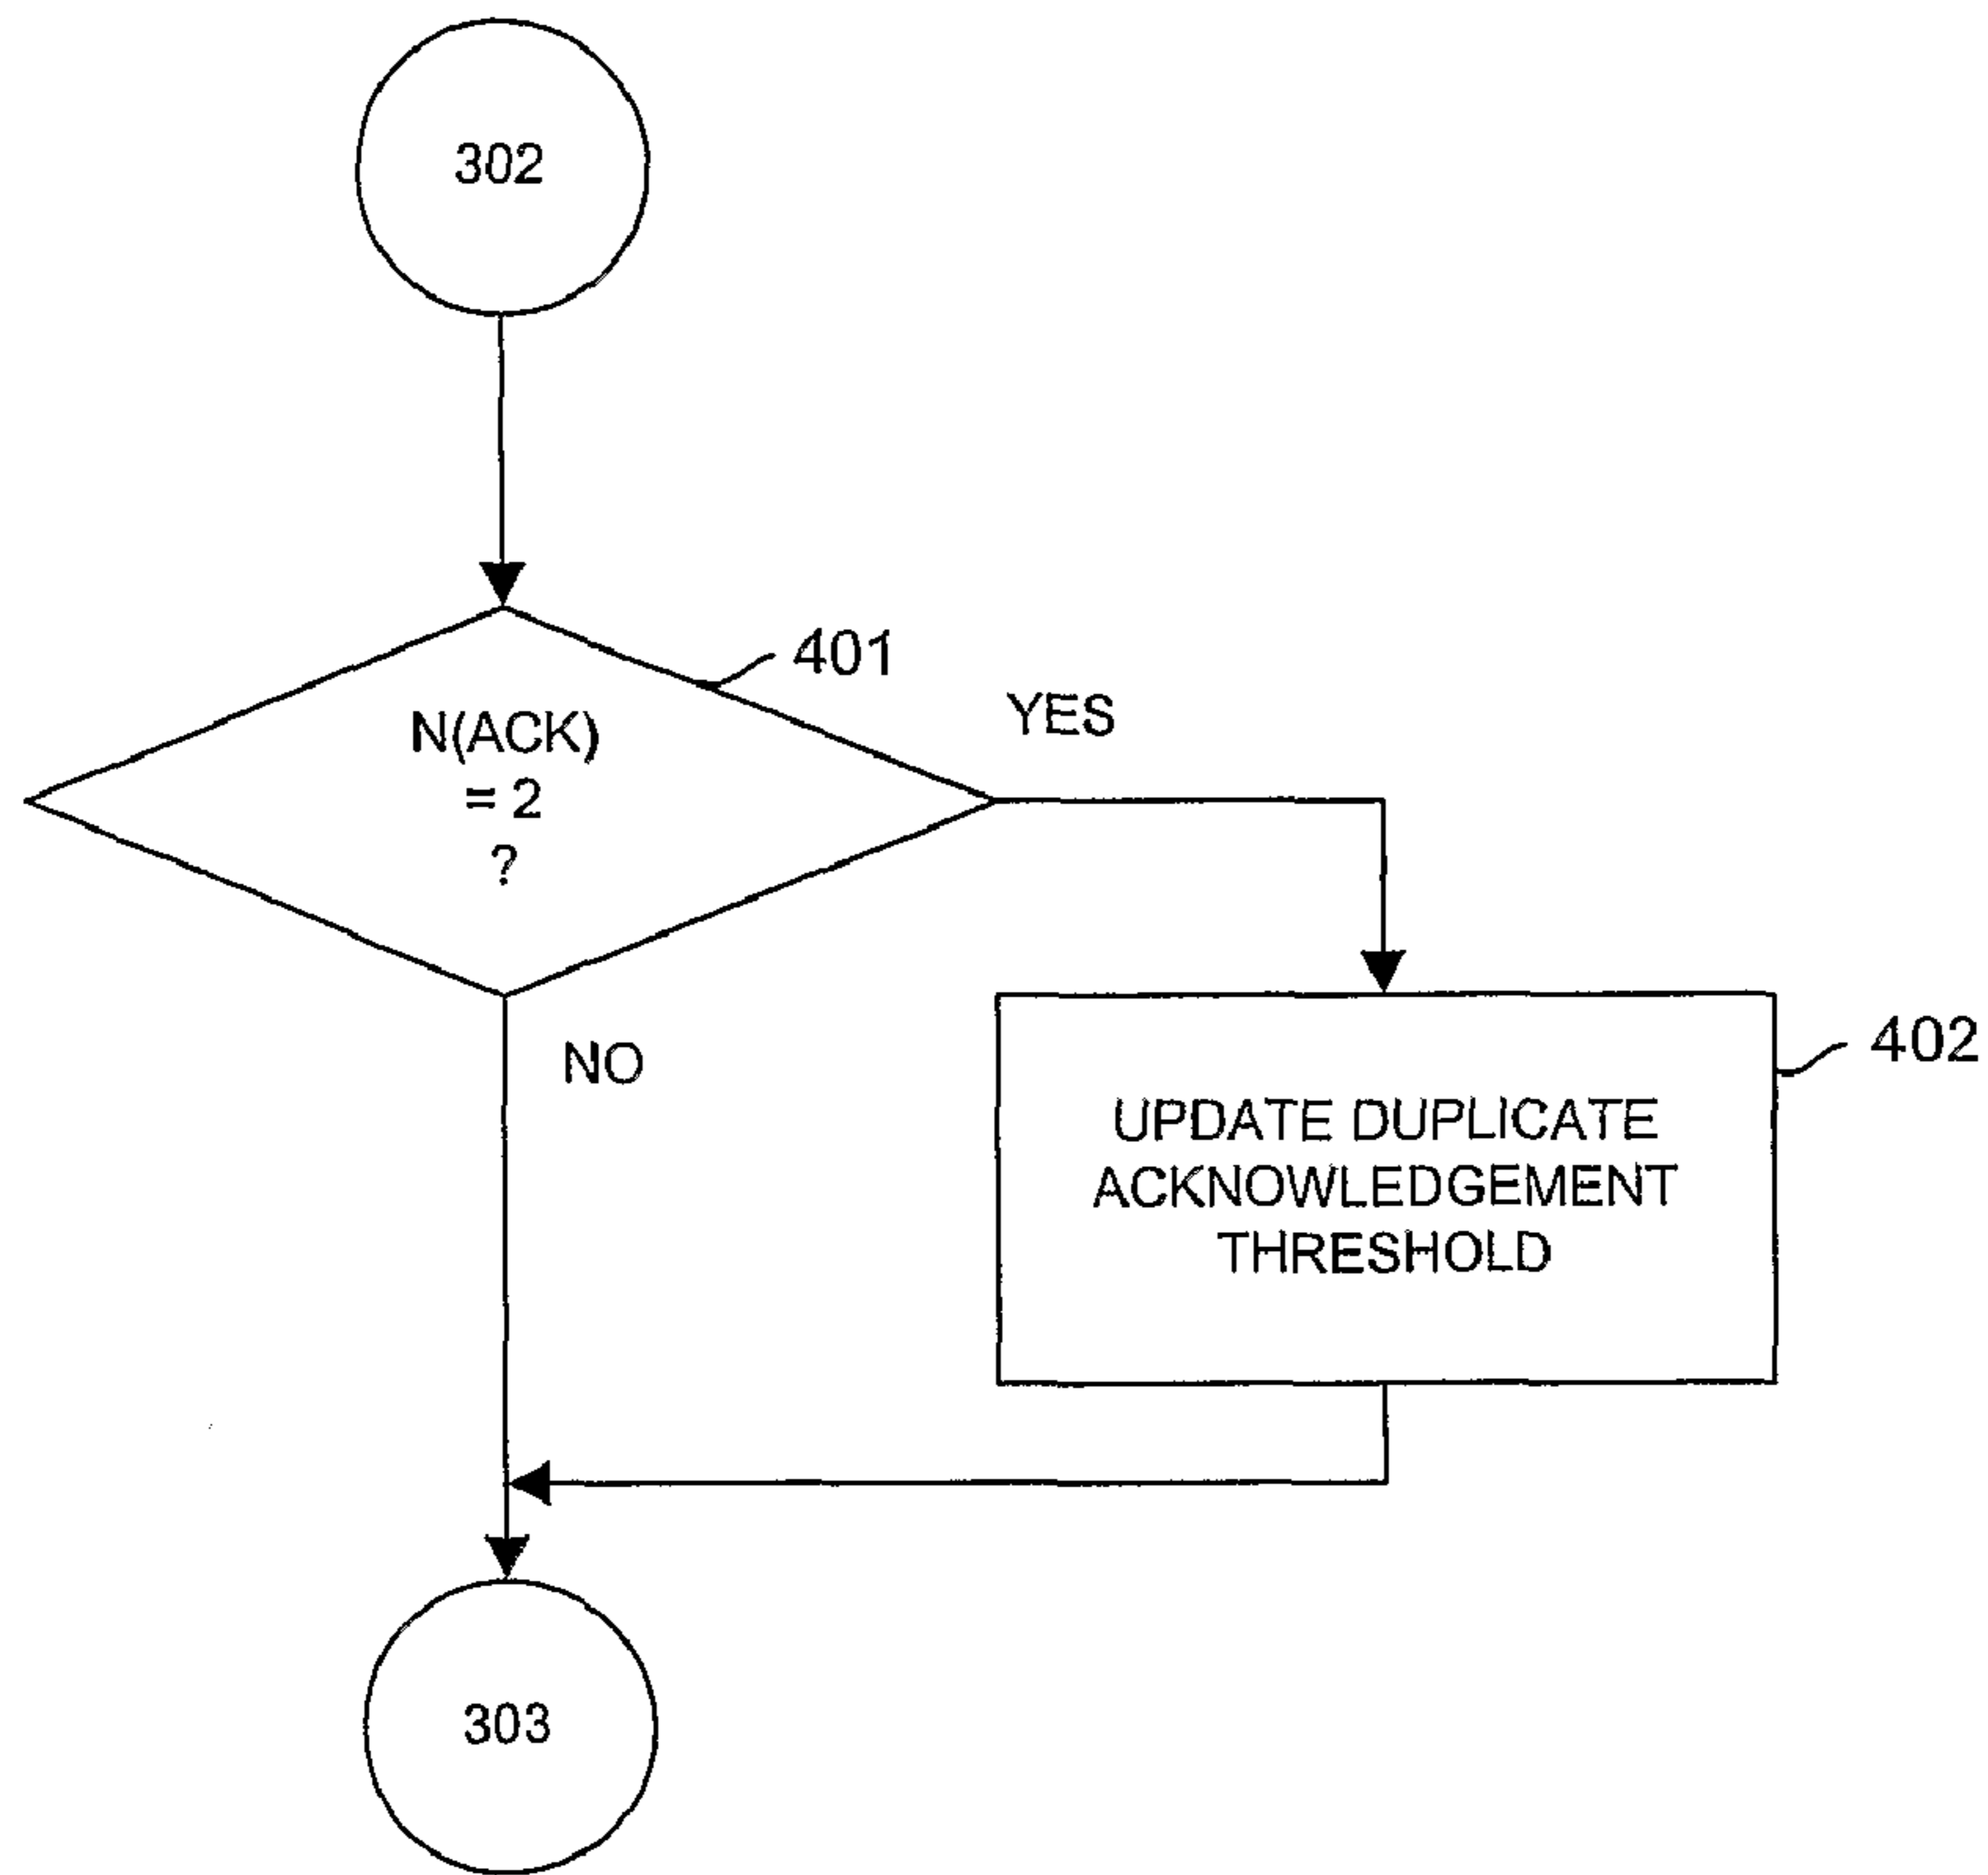 302
401
N(ACK)
= 2
?
YES
NO
402
UPDATE DUPLICATE
ACKNOWLEDGEMENT
THRESHOLD
303